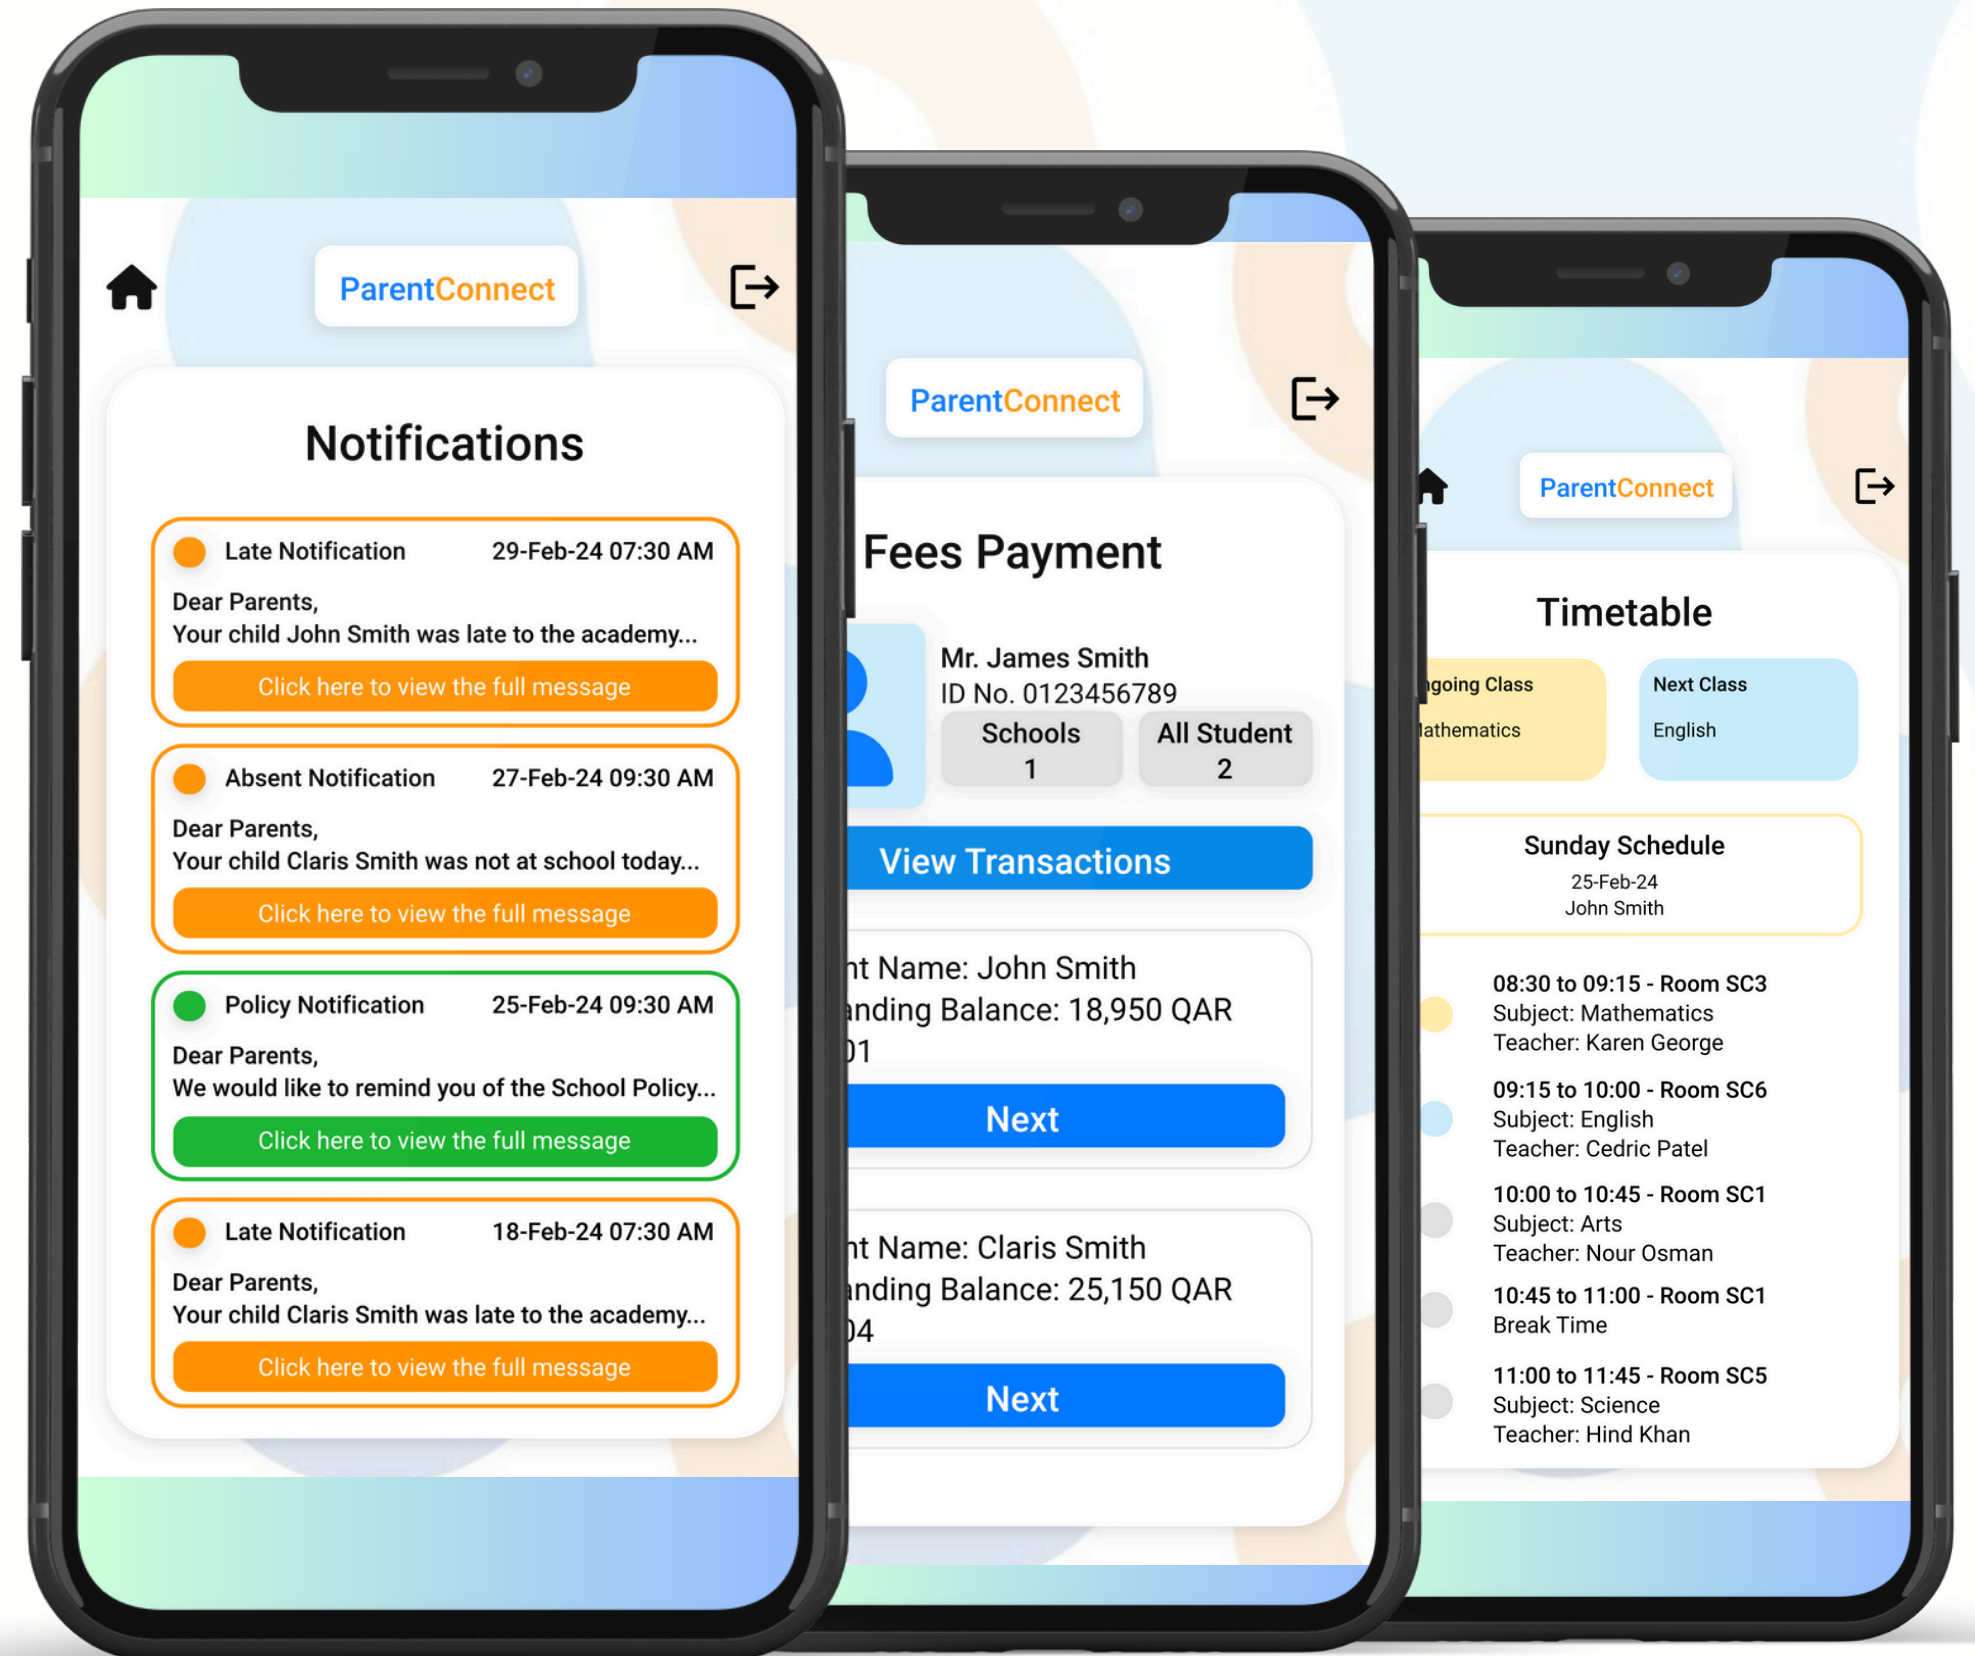 ParentConnect
Notifications
Late Notification 29-Feb-24 07:30 AM
Dear Parents,
Your child John Smith was late to the academy...
Click here to view the full message
Absent Notification 27-Feb-24 09:30 AM
Dear Parents,
Your child Claris Smith was not at school today...
Click here to view the full message
Policy Notification 25-Feb-24 09:30 AM
Dear Parents,
We would like to remind you of the School Policy...
Click here to view the full message
Late Notification 18-Feb-24 07:30 AM
Dear Parents,
Your child Claris Smith was late to the academy...
Click here to view the full message
ParentConnect
Fees Payment
Mr. James Smith
ID No. 0123456789
Schools
1
All Student
2
View Transactions
Name: John Smith
Balance: 18,950 QAR
Next
Name: Claris Smith
Balance: 25,150 QAR
Next
ParentConnect
Timetable
Class
Next Class
English
Sunday Schedule
25-Feb-24
John Smith
08:30 to 09:15 - Room SC3
Subject: Mathematics
Teacher: Karen George
09:15 to 10:00 - Room SC6
Subject: English
Teacher: Cedric Patel
10:00 to 10:45 - Room SC1
Subject: Arts
Teacher: Nour Osman
10:45 to 11:00 - Room SC1
Break Time
11:00 to 11:45 - Room SC5
Subject: Science
Teacher: Hind Khan